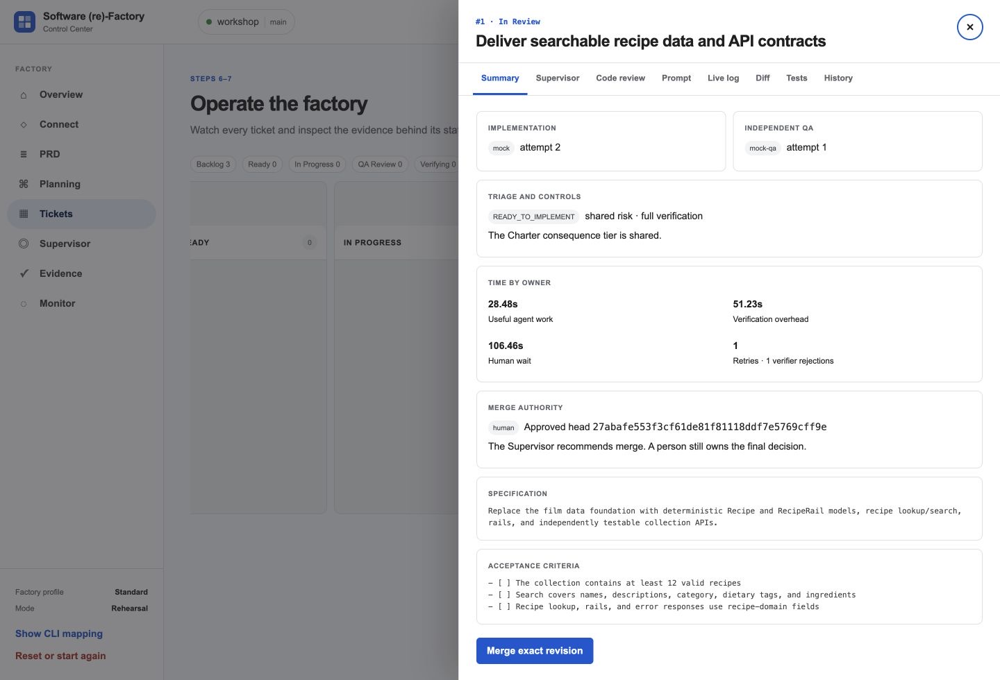 Software (re)-Factory
Control Center
workshop main
FACTORY
Overview
Connect
PRD
Planning
Tickets
Supervisor
Evidence
Monitor
Factory profile Standard
Mode Rehearsal
Show CLI mapping
Reset or start again
STEPS 6–7
Operate the factory
Watch every ticket and inspect the evidence behind its
Backlog 3 Ready 0 In Progress 0 QA Review 0 Verifying 0
EADY 0 IN PROGRESS
#1 · In Review
Deliver searchable recipe data and API contracts
×
Summary Supervisor Code review Prompt Live log Diff Tests History
IMPLEMENTATION
mock attempt 2
INDEPENDENT QA
mock-qa attempt 1
TRIAGE AND CONTROLS
READY_TO_IMPLEMENT shared risk · full verification
The Charter consequence tier is shared.
TIME BY OWNER
28.48s
Useful agent work
51.23s
Verification overhead
106.46s
Human wait
1
Retries · 1 verifier rejections
MERGE AUTHORITY
human Approved head 27abafe553f3cf61de81f81118ddf7e5769cff9e
The Supervisor recommends merge. A person still owns the final decision.
SPECIFICATION
Replace the film data foundation with deterministic Recipe and RecipeRail models, recipe lookup/search,
rails, and independently testable collection APIs.
ACCEPTANCE CRITERIA
– [ ] The collection contains at least 12 valid recipes
– [ ] Search covers names, descriptions, category, dietary tags, and ingredients
– [ ] Recipe lookup, rails, and error responses use recipe–domain fields
Merge exact revision